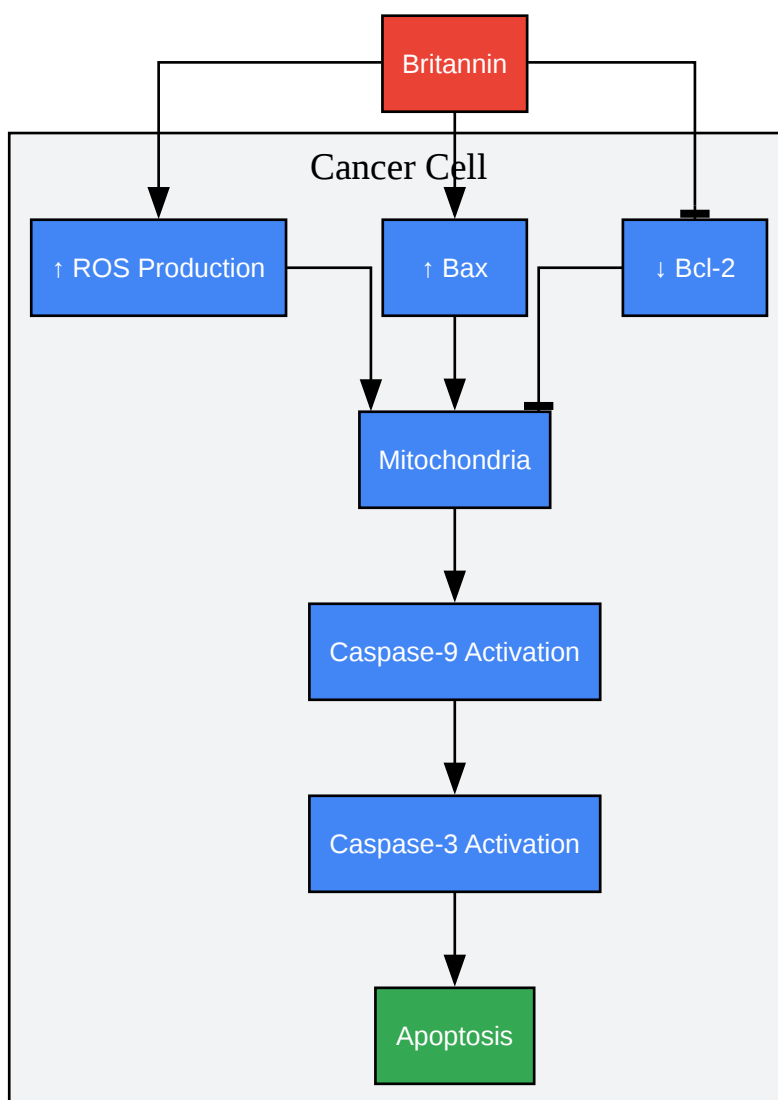 Britannin
Cancer Cell
↑ ROS Production
↑ Bax
↓ Bcl-2
Mitochondria
Caspase-9 Activation
Caspase-3 Activation
Apoptosis